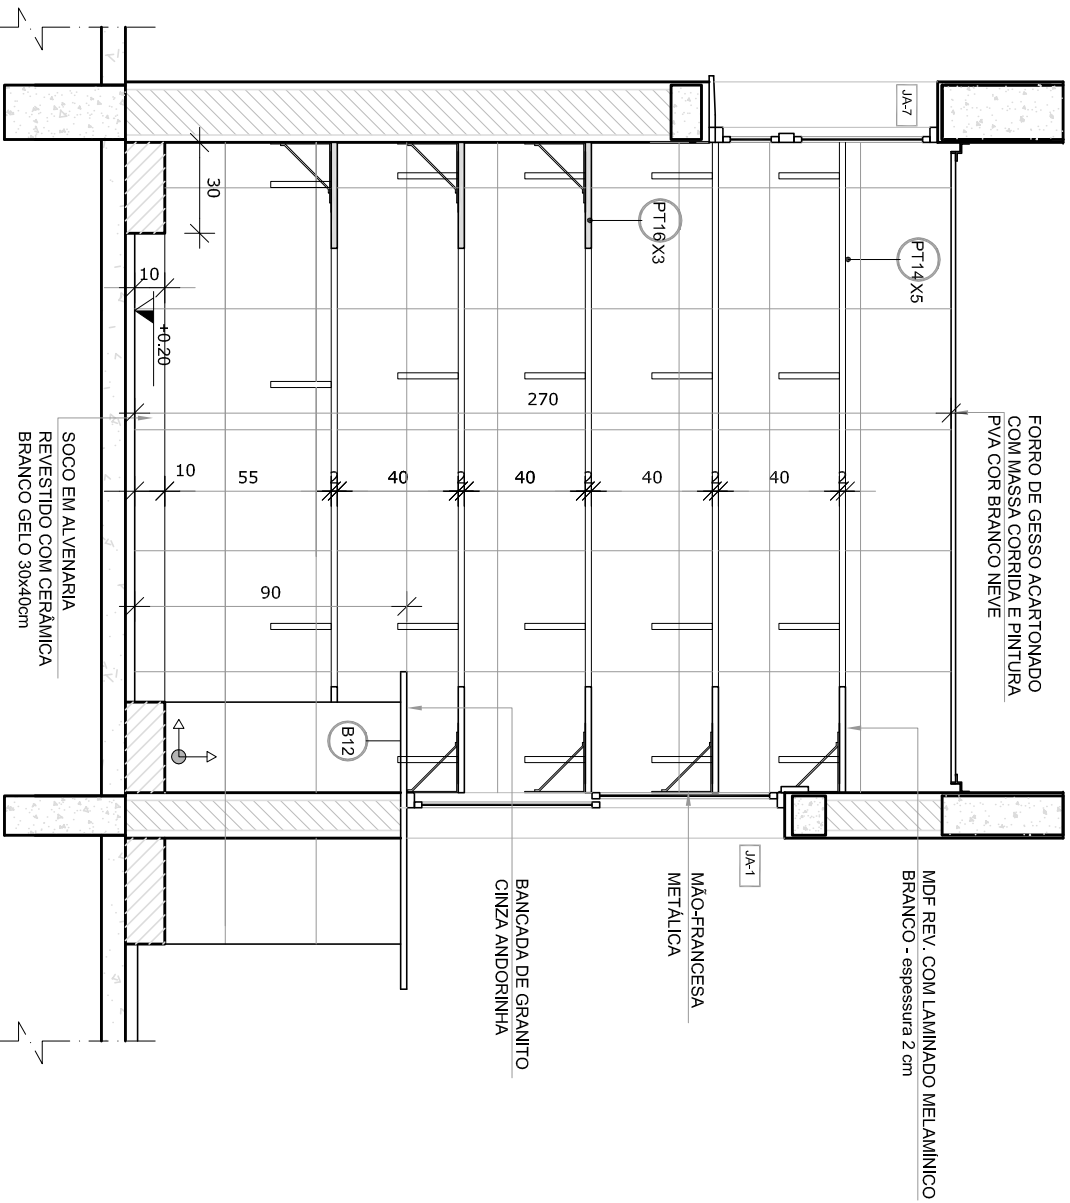 FORRO DE GESSO ACARTONADO
COM MASSA CORRIDA E PINTURA
PVA COR BRANCO NEVE
MDF REV. COM LAMINADO MELAMÍNICO
BRANCO - espessura 2 cm
JA-7
PT14 X5
PT16 X3
JA-1
MÃO-FRANCESA
METÁLICA
BANCADA DE GRANITO
CINZA ANDORINHA
B12
30
10
+0.20
270
10
55
2
40
2
40
2
40
2
40
2
90
SOCO EM ALVENARIA
REVESTIDO COM CERÂMICA
BRANCO GELO 30x40cm